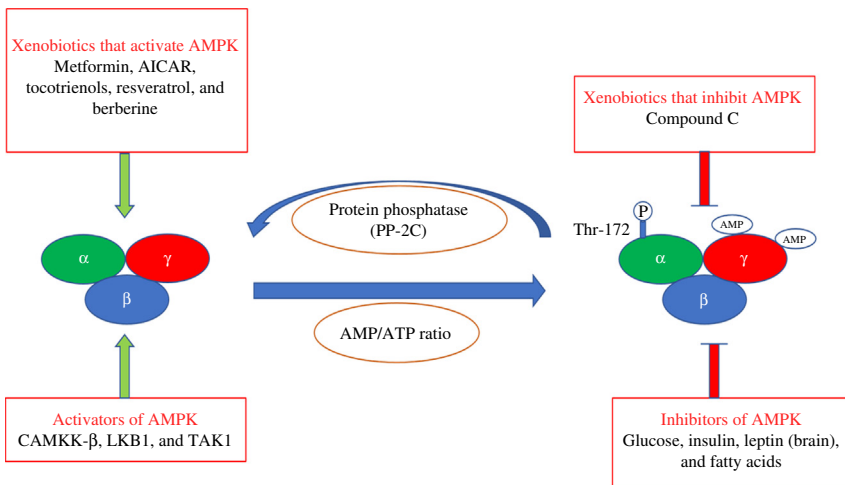 Xenobiotics that activate AMPK
Metformin, AICAR,
tocotrienols, resveratrol, and
berberine
Xenobiotics that inhibit AMPK
Compound C
Protein phosphatase
(PP-2C)
P
Thr-172
AMP
AMP
α
γ
β
α
γ
β
AMP/ATP ratio
Activators of AMPK
CAMKK-β, LKB1, and TAK1
Inhibitors of AMPK
Glucose, insulin, leptin (brain),
and fatty acids